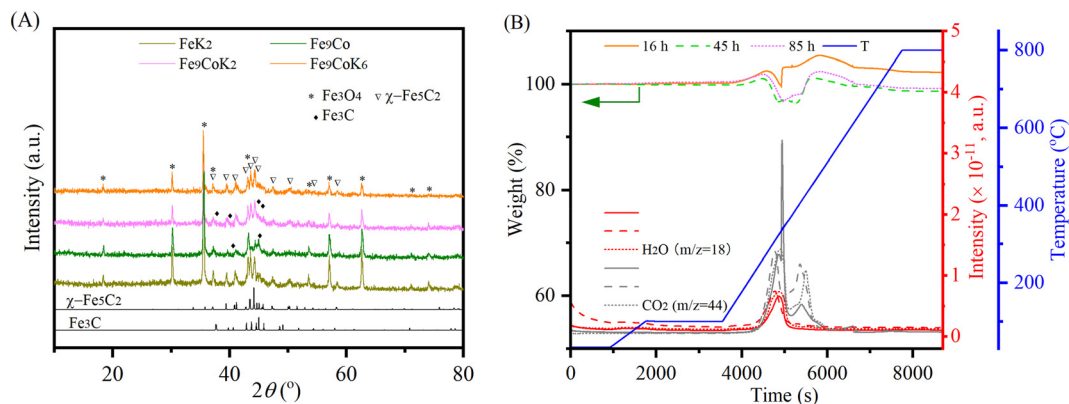 (A)
FeK2
Fe9Co
Fe9CoK2
Fe9CoK6
* Fe3O4 ▿ χ−Fe5C2
♦ Fe3C
χ−Fe5C2
Fe3C
Intensity (a.u.)
20 40 60 80
2θ (°)
(B)
16 h 45 h 85 h T
H2O (m/z=18)
CO2 (m/z=44)
Weight (%)
100
80
60
0 2000 4000 6000 8000
Time (s)
Intensity (× 10-11, a.u.)
5
4
3
2
1
0
Temperature (°C)
800
600
400
200